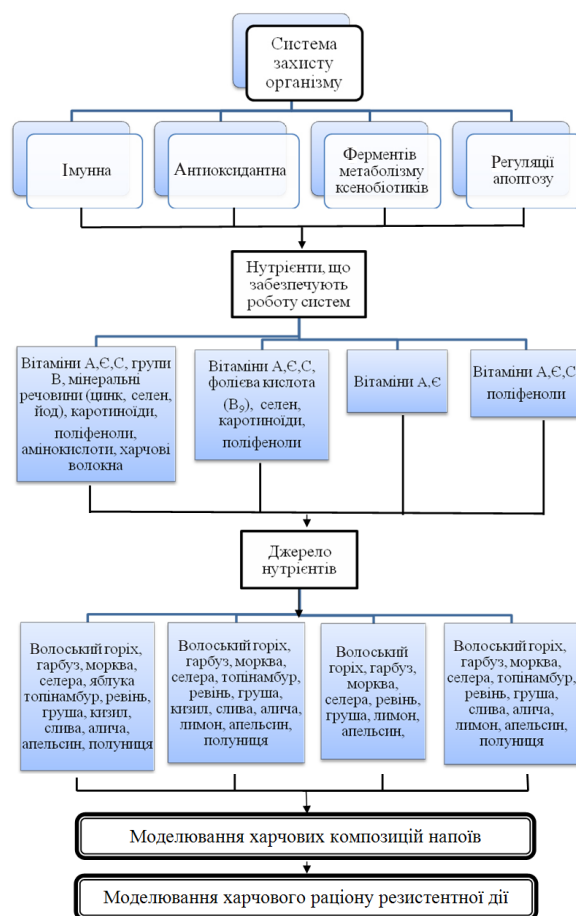 Система
захисту
організму
Імунна
Антиоксидантна
Ферментів
метаболізму
ксенобіотиків
Регуляції
апоптозу
Нутрієнти, що
забезпечують
роботу систем
Вітаміни А,Є,С, групи
В, мінеральні
речовини (цинк, селен,
йод), каротиноїди,
поліфеноли,
амінокислоти, харчові
волокна
Вітаміни А,Є,С,
фолієва кислота
(В₉), селен,
каротиноїди,
поліфеноли
Вітаміни А,Є
Вітаміни А,Є,С
поліфеноли
Джерело
нутрієнтів
Волоський горіх,
гарбуз, морква,
селера, яблука
топінамбур, ревінь,
груша, кизил,
слива, алича,
апельсин, полуниця
Волоський горіх,
гарбуз, морква,
селера, топінамбур,
ревінь, груша,
кизил, слива, алича,
лимон, апельсин,
полуниця
Волоський
горіх, гарбуз,
морква,
селера, ревінь,
груша, лимон,
апельсин,
Волоський горіх,
гарбуз, морква,
селера, топінамбур,
ревінь, груша,
слива, алича,
лимон, апельсин,
полуниця
Моделювання харчових композицій напоїв
Моделювання харчового раціону резистентної дії